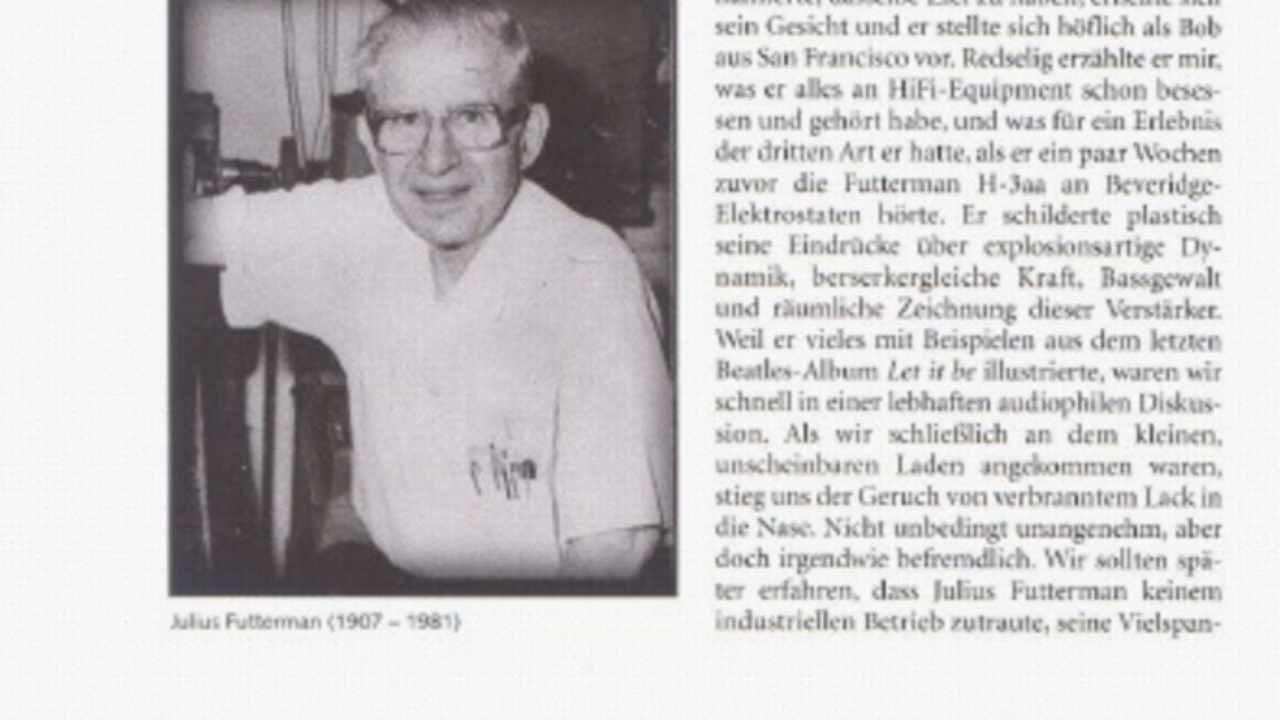 sein Gesicht und er stellte sich höflich als Bob
aus San Francisco vor. Redselig erzählte er mir,
was er alles an HiFi-Equipment schon beses-
sen und gehört habe, und was für ein Erlebnis
der dritten Art er hatte, als er ein paar Wochen
zuvor die Futterman H-3aa an Beveridge-
Elektrostaten hörte. Er schilderte plastisch
seine Eindrücke über explosionsartige Dy-
namik, berserkergleiche Kraft, Bassgewalt
und räumliche Zeichnung dieser Verstärker.
Weil er vieles mit Beispielen aus dem letzten
Beatles-Album Let it be illustrierte, waren wir
schnell in einer lebhaften audiophilen Diskus-
sion. Als wir schließlich an dem kleinen,
unscheinbaren Laden angekommen waren,
stieg uns der Geruch von verbranntem Lack in
die Nase. Nicht unbedingt unangenehm, aber
doch irgendwie befremdlich. Wir sollten spä-
ter erfahren, dass Julius Futterman keinem
industriellen Betrieb zutraute, seine Vielspan-
Julius Futterman (1907 – 1981)